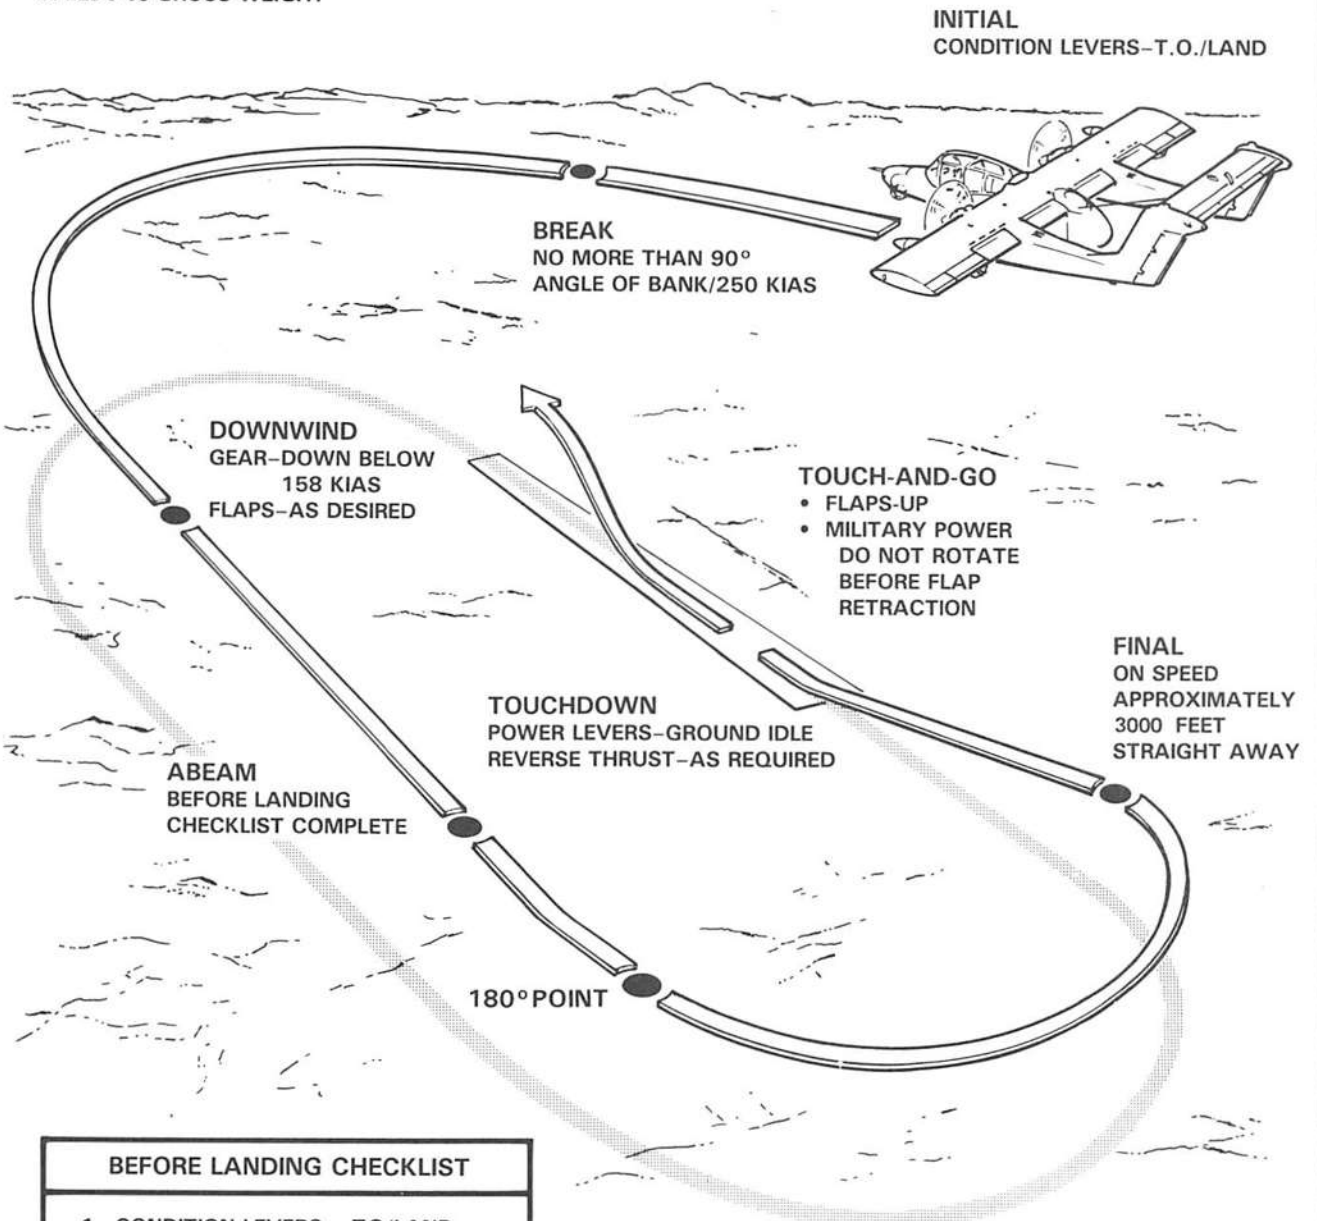 INITIAL
CONDITION LEVERS–T.O./LAND
BREAK
NO MORE THAN 90°
ANGLE OF BANK/250 KIAS
DOWNWIND
GEAR–DOWN BELOW
158 KIAS
FLAPS–AS DESIRED
TOUCH-AND-GO
• FLAPS-UP
• MILITARY POWER
DO NOT ROTATE
BEFORE FLAP
RETRACTION
FINAL
ON SPEED
APPROXIMATELY
3000 FEET
STRAIGHT AWAY
TOUCHDOWN
POWER LEVERS–GROUND IDLE
REVERSE THRUST–AS REQUIRED
ABEAM
BEFORE LANDING
CHECKLIST COMPLETE
180° POINT
BEFORE LANDING CHECKLIST